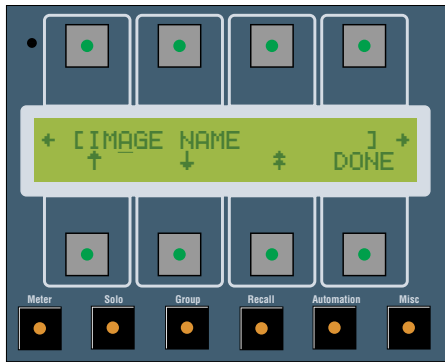 ← [IMAGE NAME ] →
↑ ↓ ⯭ DONE
Meter Solo Group Recall Automation Misc